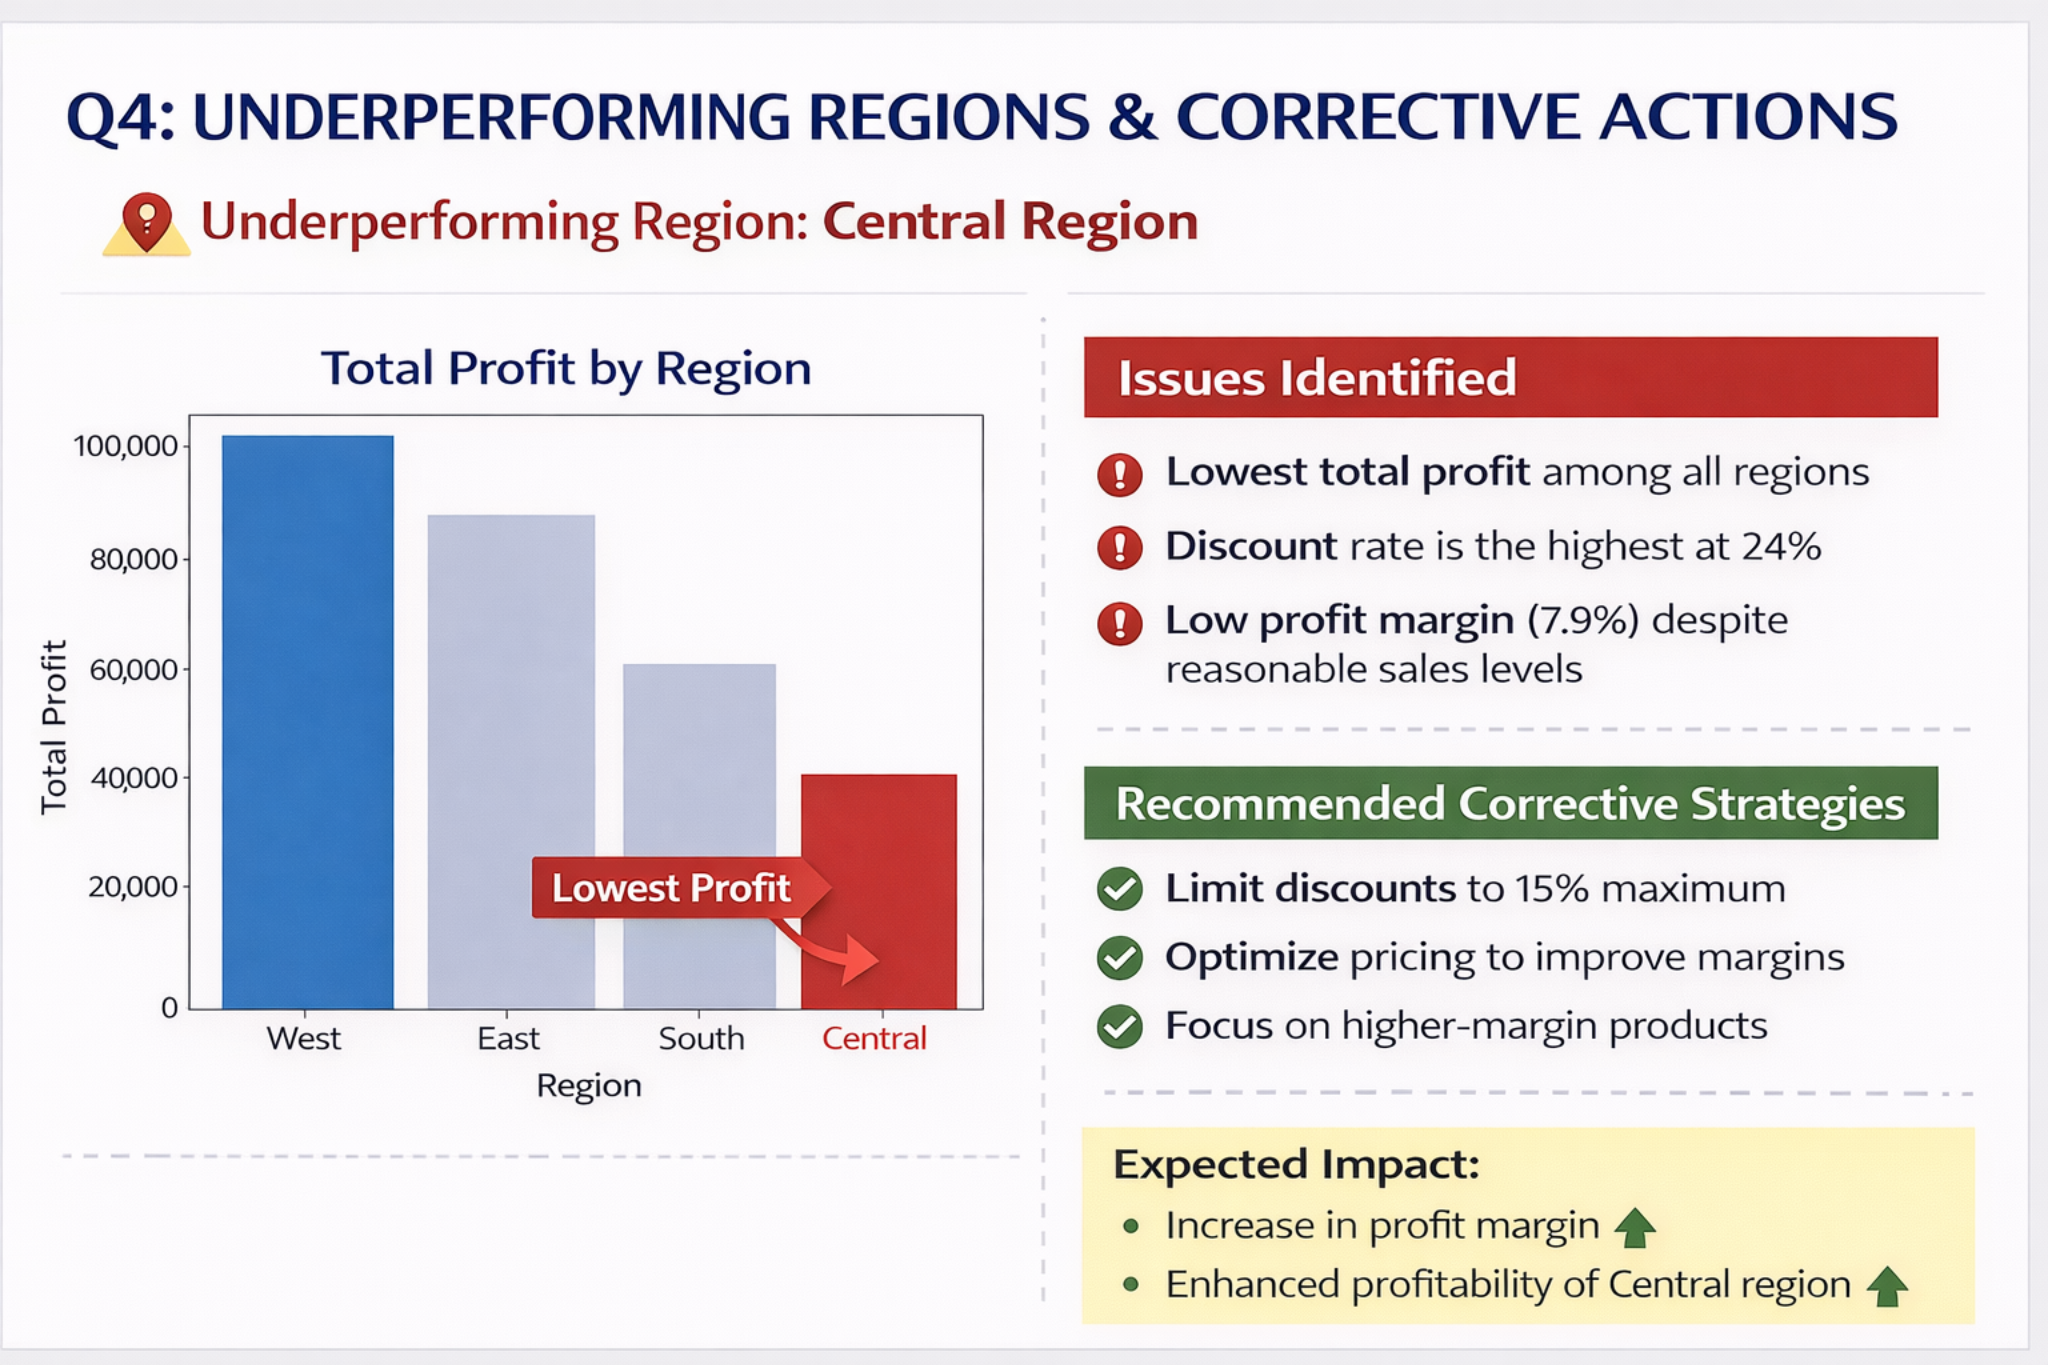 Q4: UNDERPERFORMING REGIONS & CORRECTIVE ACTIONS
Underperforming Region: Central Region
Total Profit by Region
Total Profit
100,000
80,000
60,000
40,000
20,000
0
Lowest Profit
West East South Central
Region
Issues Identified
Lowest total profit among all regions
Discount rate is the highest at 24%
Low profit margin (7.9%) despite
reasonable sales levels
Recommended Corrective Strategies
Limit discounts to 15% maximum
Optimize pricing to improve margins
Focus on higher-margin products
Expected Impact:
Increase in profit margin
Enhanced profitability of Central region